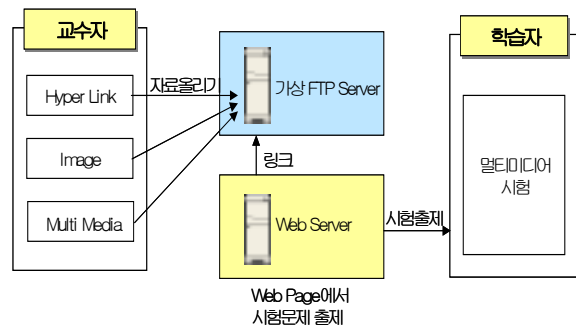 교수자
Hyper Link
Image
Multi Media
자료올리기
가상 FTP Server
링크
Web Server
Web Page에서
시험문제 출제
시험출제
학습자
멀티미디어
시험